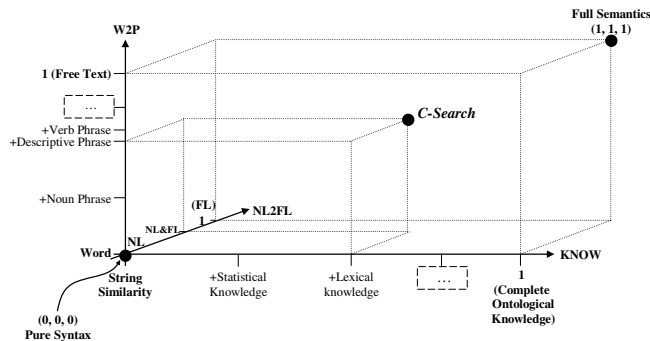 Full Semantics
(1, 1, 1)
W2P
1 (Free Text)
...
C-Search
+Verb Phrase
+Descriptive Phrase
+Noun Phrase
(FL)
1
NL2FL
NL&FL
NL
Word
KNOW
String
Similarity
+Statistical
Knowledge
+Lexical
knowledge
...
1
(Complete
Ontological
Knowledge)
(0, 0, 0)
Pure Syntax